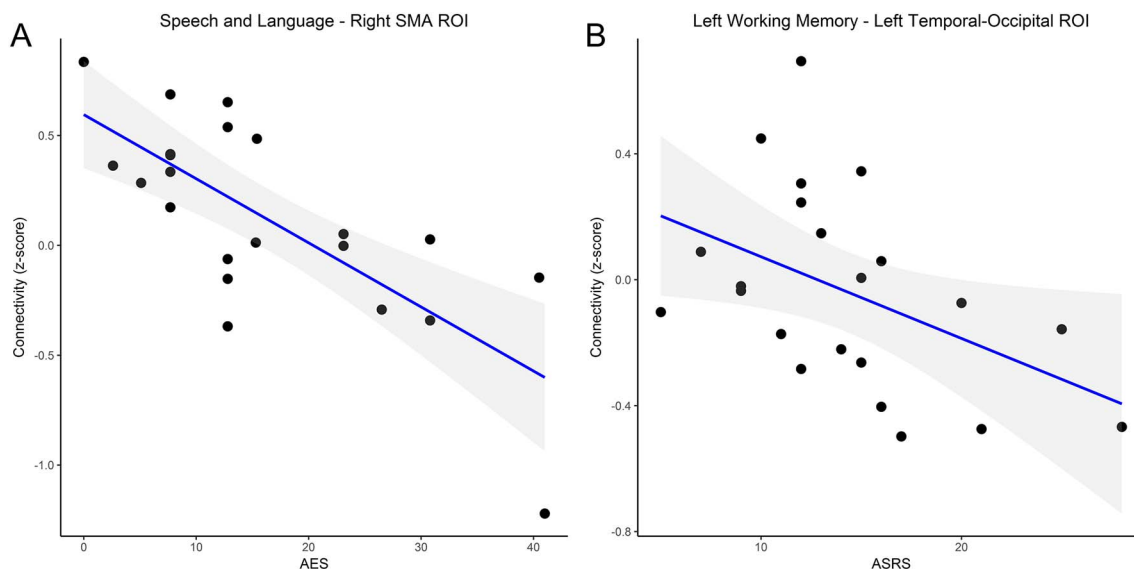 A
Speech and Language - Right SMA ROI
Connectivity (z-score)
0.5
0.0
-0.5
-1.0
0 10 20 30 40
AES
B
Left Working Memory - Left Temporal-Occipital ROI
Connectivity (z-score)
0.4
0.0
-0.4
-0.8
10 20
ASRS